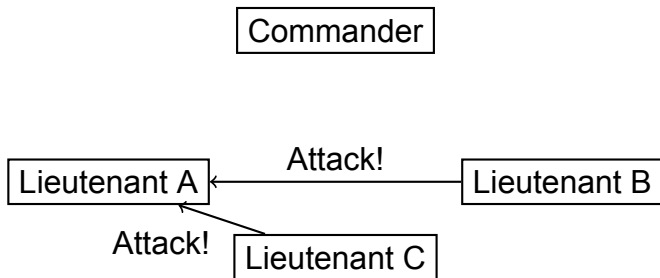 Commander
Attack!
Lieutenant A
Lieutenant B
Attack!
Lieutenant C